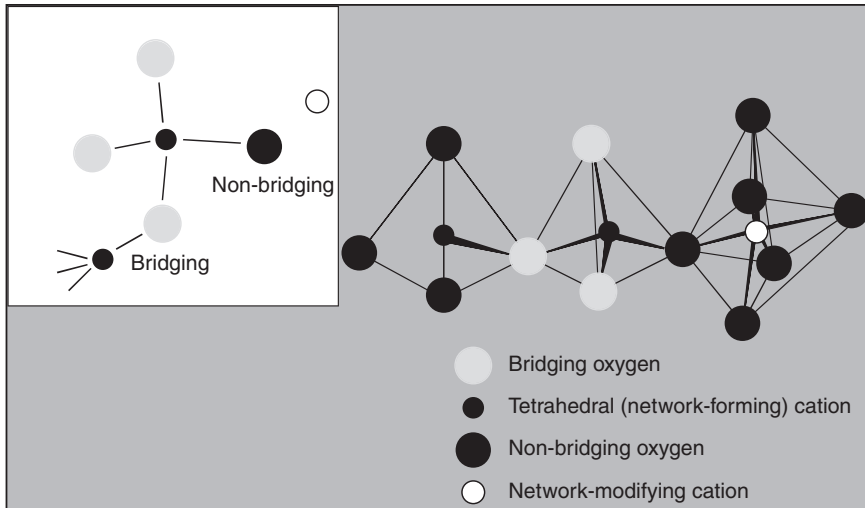 Non-bridging
Bridging
Bridging oxygen
Tetrahedral (network-forming) cation
Non-bridging oxygen
Network-modifying cation